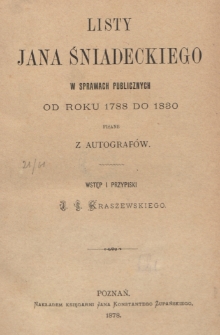 LISTY
JANA ŚNIADECKIEGO
W SPRAWACH PUBLICZNYCH
OD ROKU 1788 DO 1830
PISANE
Z AUTOGRAFÓW.
WSTĘP I PRZYPISKI
J. I. KRASZEWSKIEGO.
POZNAŃ.
NAKŁADEM KSIĘGARNI JANA KONSTANTEGO ŻUPAŃSKIEGO.
1878.